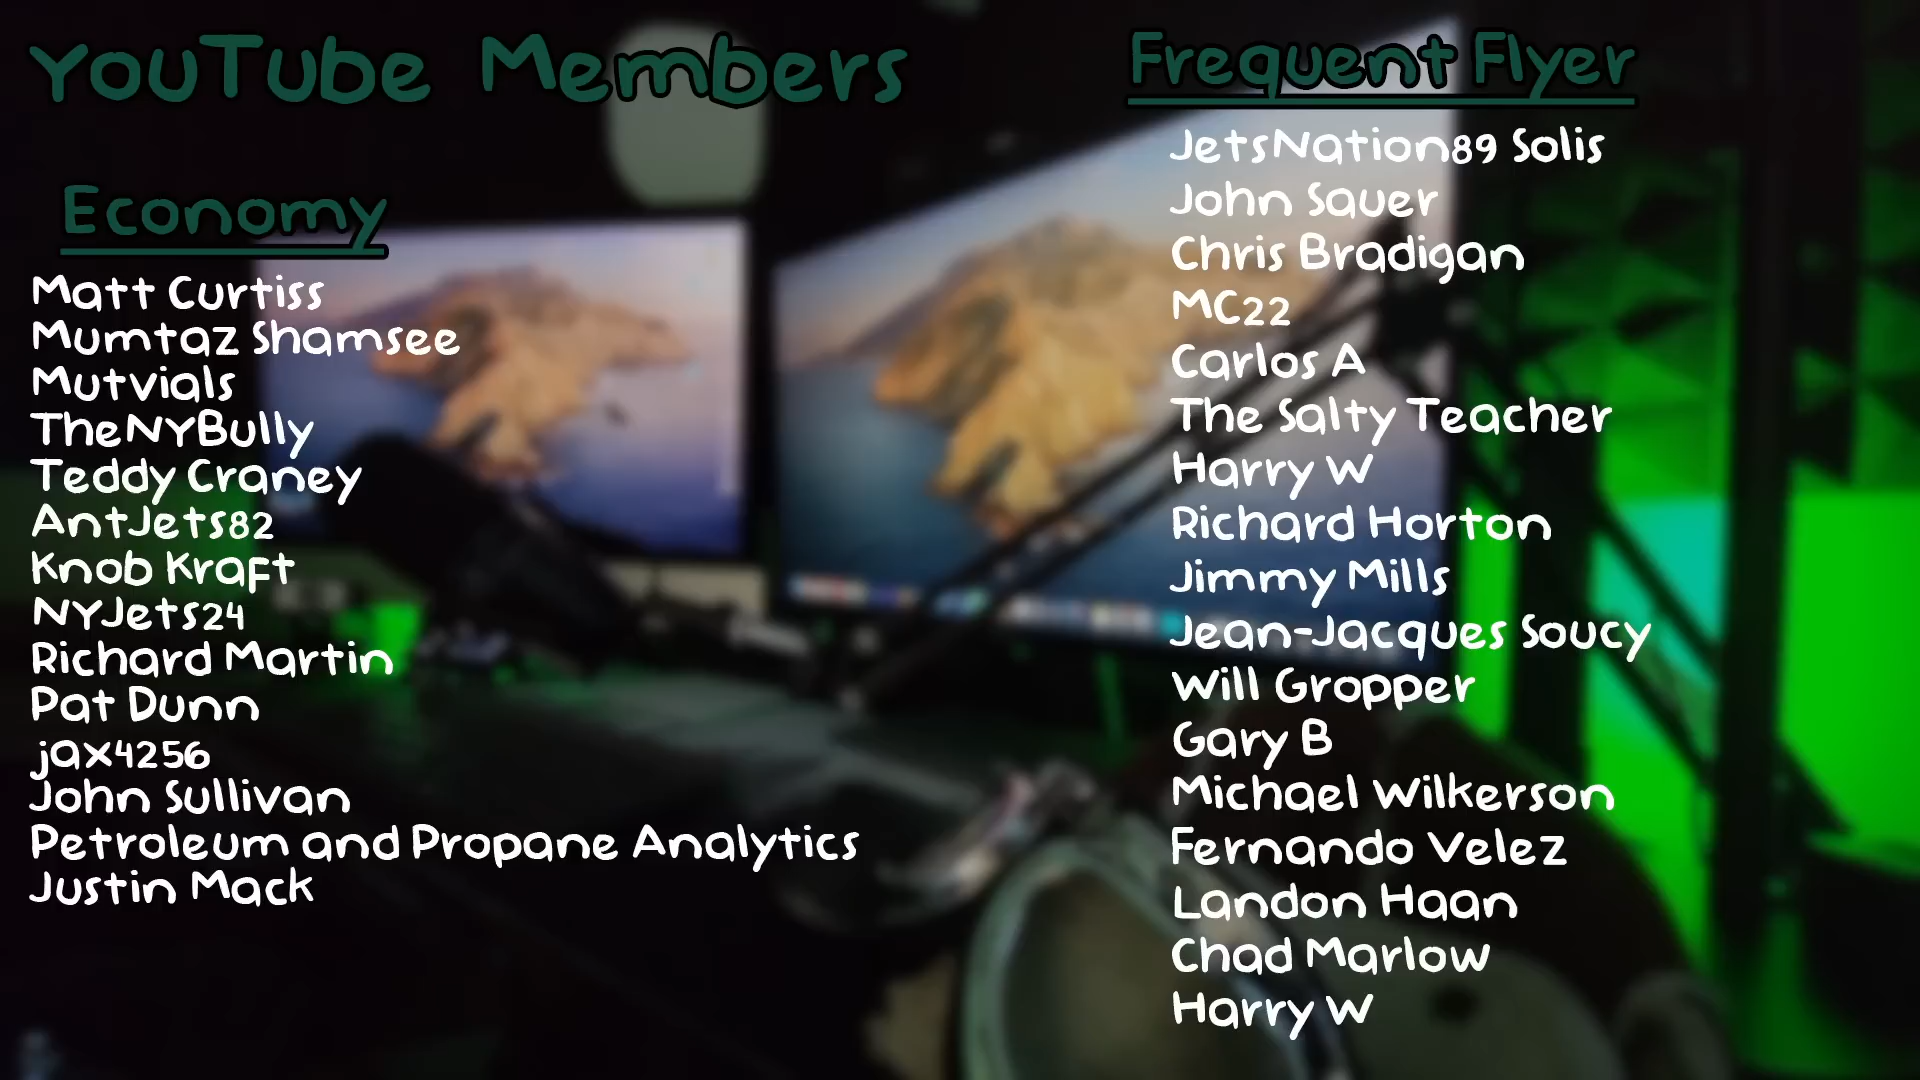 YouTube Members
Economy
Matt Curtiss
Mumtaz Shamsee
Mutvials
TheNYBully
Teddy Craney
AntJets82
Knob Kraft
NYJets24
Richard Martin
Pat Dunn
jax4256
John Sullivan
Petroleum and Propane Analytics
Justin Mack
Frequent Flyer
JetsNation89 Solis
John Sauer
Chris Bradigan
MC22
Carlos A
The Salty Teacher
Harry W
Richard Horton
Jimmy Mills
Jean-Jacques Soucy
Will Gropper
Gary B
Michael Wilkerson
Fernando Velez
Landon Haan
Chad Marlow
Harry W